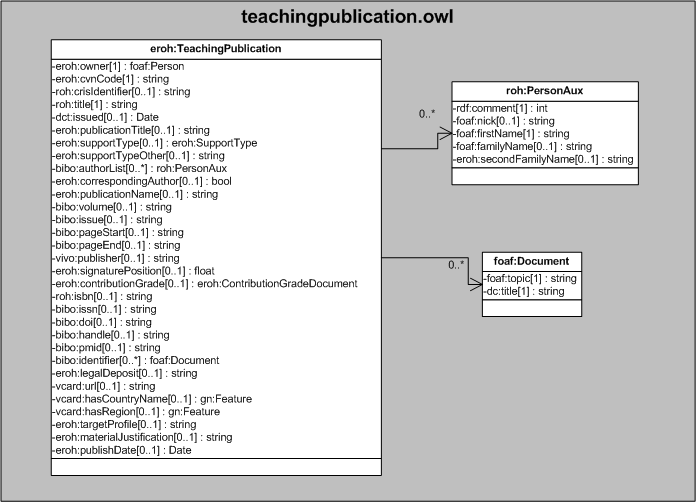 teachingpublication.owl
eroh:TeachingPublication
-eroh:owner[1] : foaf:Person
-eroh:cvnCode[1] : string
-roh:crisIdentifier[0..1] : string
-roh:title[1] : string
-dct:issued[0..1] : Date
-eroh:publicationTitle[0..1] : string
-eroh:supportType[0..1] : eroh:SupportType
-eroh:supportTypeOther[0..1] : string
-bibo:authorList[0..*] : roh:PersonAux
-eroh:correspondingAuthor[0..1] : bool
-eroh:publicationName[0..1] : string
-bibo:volume[0..1] : string
-bibo:issue[0..1] : string
-bibo:pageStart[0..1] : string
-bibo:pageEnd[0..1] : string
-vivo:publisher[0..1] : string
-eroh:signaturePosition[0..1] : float
-eroh:contributionGrade[0..1] : eroh:ContributionGradeDocument
-roh:isbn[0..1] : string
-bibo:issn[0..1] : string
-bibo:doi[0..1] : string
-bibo:handle[0..1] : string
-bibo:pmid[0..1] : string
-bibo:identifier[0..*] : foaf:Document
-eroh:legalDeposit[0..1] : string
-vcard:url[0..1] : string
-vcard:hasCountryName[0..1] : gn:Feature
-vcard:hasRegion[0..1] : gn:Feature
-eroh:targetProfile[0..1] : string
-eroh:materialJustification[0..1] : string
-eroh:publishDate[0..1] : Date
0..*
roh:PersonAux
-rdf:comment[1] : int
-foaf:nick[0..1] : string
-foaf:firstName[1] : string
-foaf:familyName[0..1] : string
-eroh:secondFamilyName[0..1] : string
0..*
foaf:Document
-foaf:topic[1] : string
-dc:title[1] : string